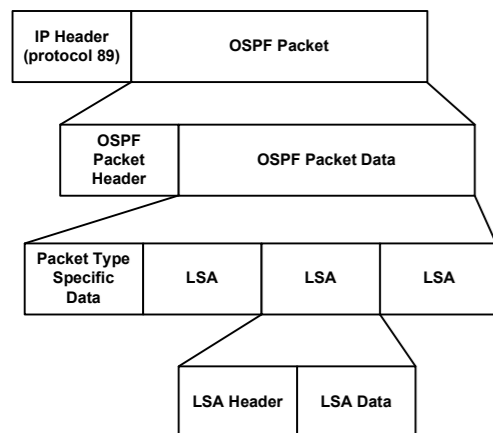 IP Header
(protocol 89)
OSPF Packet
OSPF
Packet
Header
OSPF Packet Data
Packet Type
Specific
Data
LSA
LSA
LSA
LSA Header
LSA Data